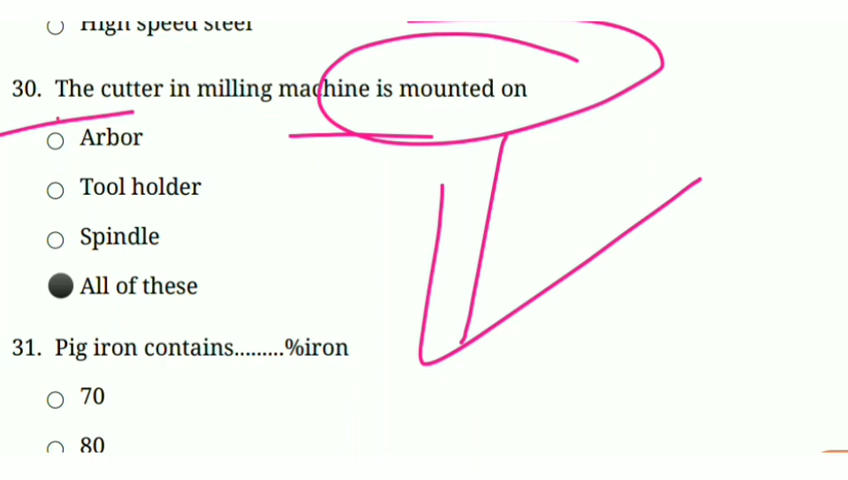 High speed steel
30. The cutter in milling machine is mounted on
Arbor
Tool holder
Spindle
All of these
31. Pig iron contains.........%iron
70
80